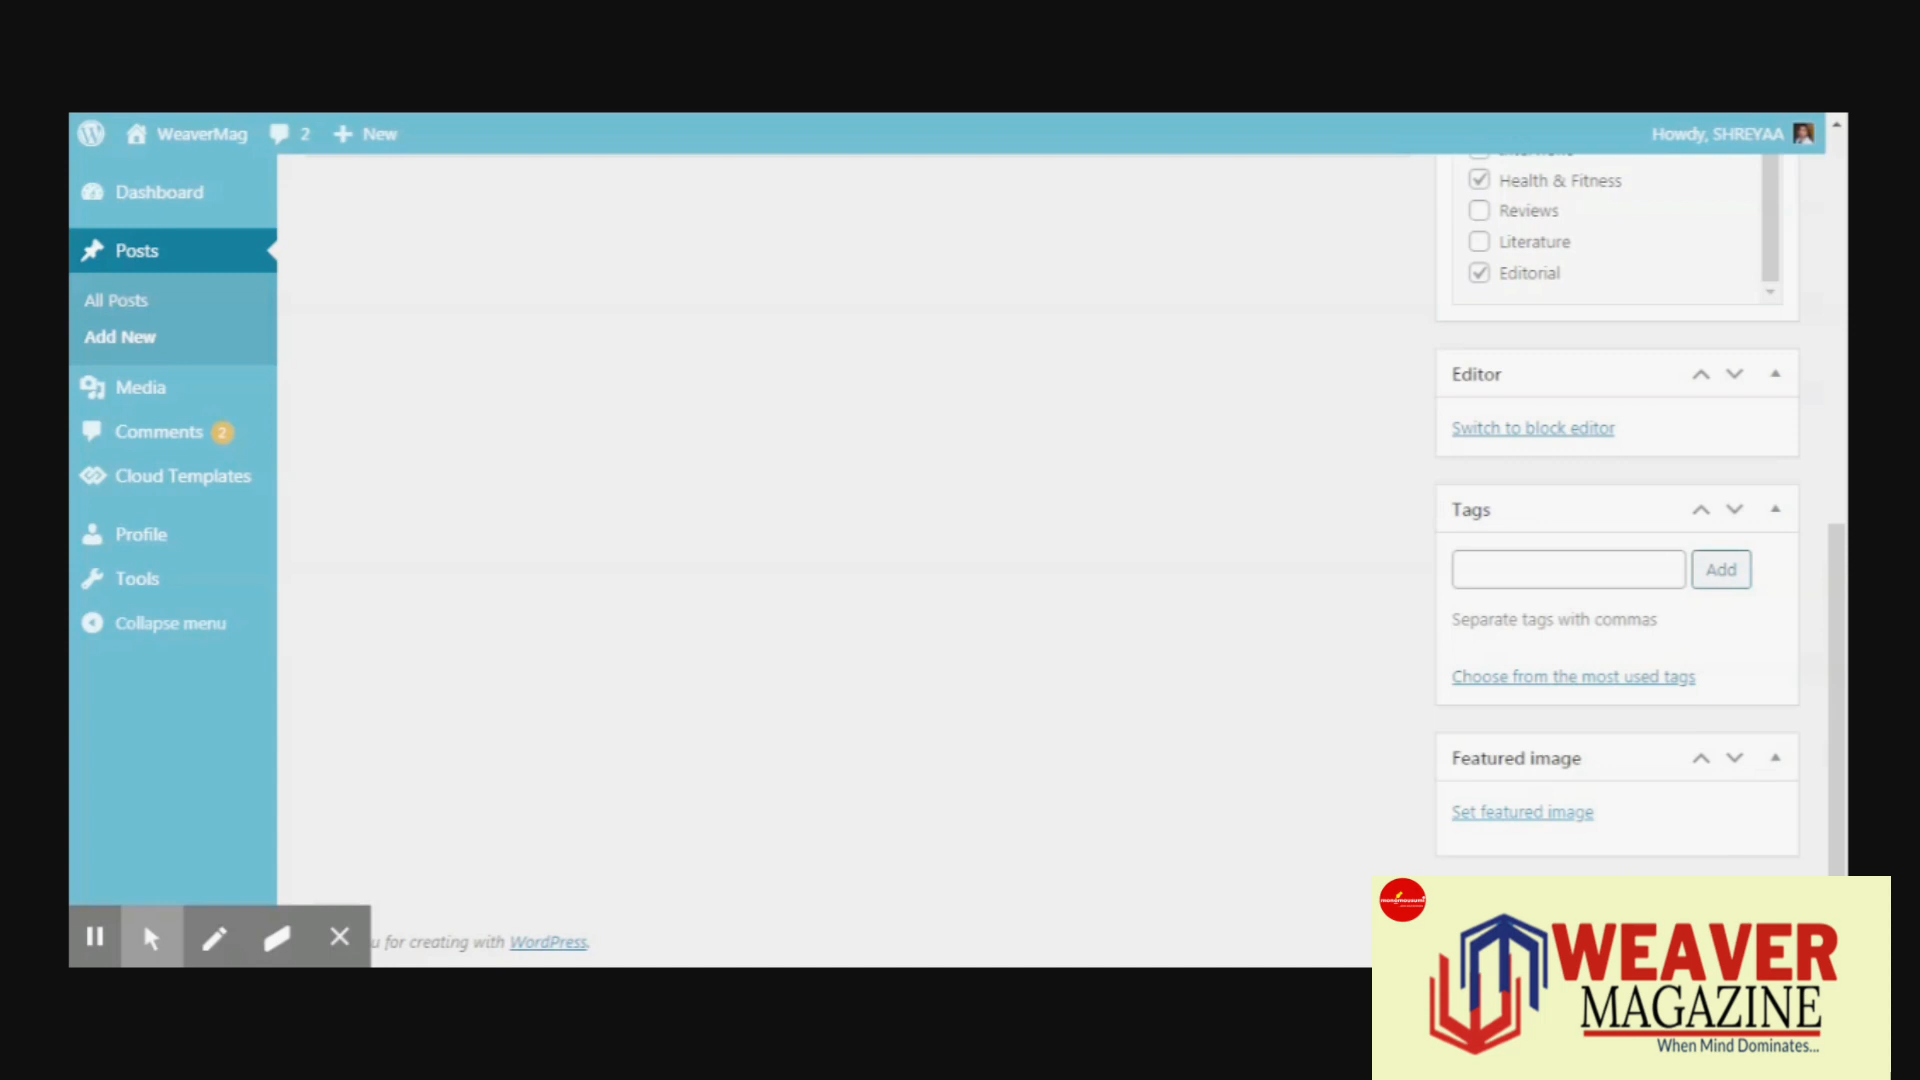 WeaverMag 2 New Howdy, SHREYAA
Dashboard
Posts
All Posts
Add New
Media
Comments 2
Cloud Templates
Profile
Tools
Collapse menu
Health & Fitness
Reviews
Literature
Editorial
Editor
Switch to block editor
Tags
Add
Separate tags with commas
Choose from the most used tags
Featured image
Set featured image
for creating with WordPress.
WEAVER
MAGAZINE
When Mind Dominates...